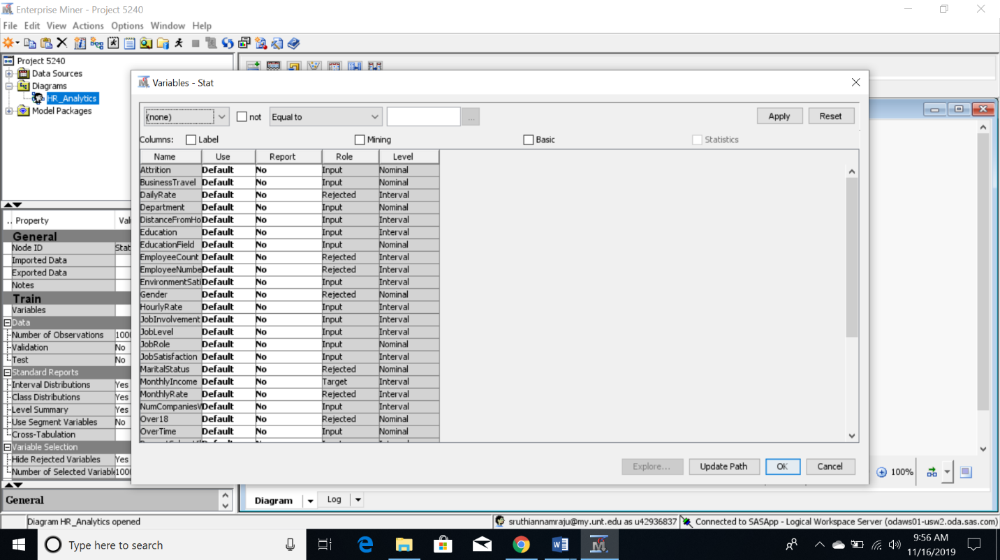 Enterprise Miner - Project 5240
File Edit View Actions Options Window Help
Project 5240
Data Sources
Diagrams
HR_Analytics
Model Packages
.. Property Val
General
Node ID Stat
Imported Data
Exported Data
Notes
Train
Variables
Data
Number of Observations 1000
Validation No
Test No
Standard Reports
Interval Distributions Yes
Class Distributions Yes
Level Summary Yes
Use Segment Variables No
Cross-Tabulation
Variable Selection
Hide Rejected Variables Yes
Number of Selected Variable 1000
General
Variables - Stat
(none) not Equal to ... Apply Reset
Columns: Label Mining Basic Statistics
Name Use Report Role Level
Attrition Default No Input Nominal
BusinessTravel Default No Input Nominal
DailyRate Default No Rejected Interval
Department Default No Input Nominal
DistanceFromHo Default No Input Interval
Education Default No Input Interval
EducationField Default No Input Nominal
EmployeeCount Default No Rejected Interval
EmployeeNumbe Default No Rejected Interval
EnvironmentSati Default No Input Interval
Gender Default No Rejected Nominal
HourlyRate Default No Input Interval
JobInvolvement Default No Input Interval
JobLevel Default No Input Interval
JobRole Default No Input Nominal
JobSatisfaction Default No Input Interval
MaritalStatus Default No Rejected Nominal
MonthlyIncome Default No Target Interval
MonthlyRate Default No Rejected Interval
NumCompaniesW Default No Input Interval
Over18 Default No Rejected Nominal
OverTime Default No Input Nominal
Explore... Update Path OK Cancel
100%
Diagram Log
Diagram HR_Analytics opened
sruthiannamraju@my.unt.edu as u42936837
Connected to SASApp - Logical Workspace Server (odaws01-usw2.oda.sas.com)
Type here to search
9:56 AM
11/16/2019